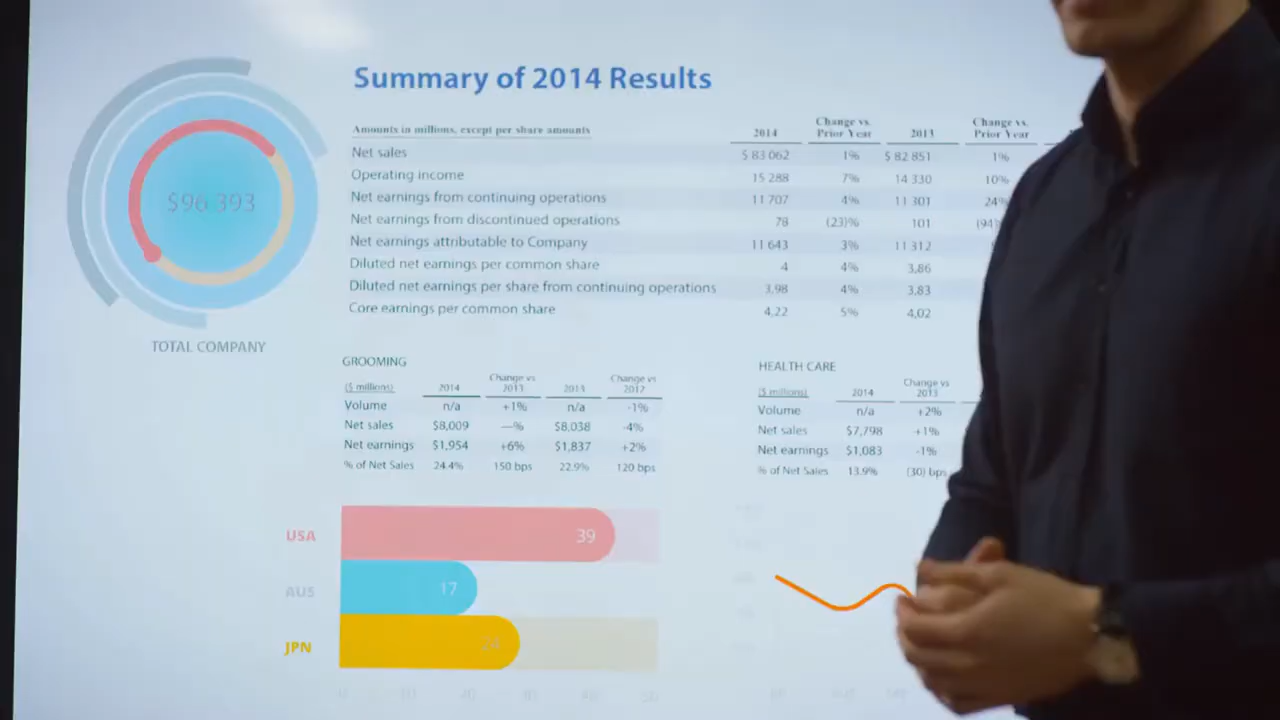 Summary of 2014 Results
$96 393
TOTAL COMPANY
Amounts in millions, except per share amounts 2014 Change vs. Prior Year 2013 Change vs. Prior Year
Net sales $ 83 062 1% $ 82 851 1%
Operating income 15 288 7% 14 330 10%
Net earnings from continuing operations 11 707 4% 11 301 24%
Net earnings from discontinued operations 78 (23)% 101 (94)%
Net earnings attributable to Company 11 643 3% 11 312
Diluted net earnings per common share 4 4% 3,86
Diluted net earnings per share from continuing operations 3,98 4% 3,83
Core earnings per common share 4,22 5% 4,02
GROOMING
($ millions) 2014 Change vs 2013 2013 Change vs 2012
Volume n/a +1% n/a -1%
Net sales $8,009 —% $8,038 -4%
Net earnings $1,954 +6% $1,837 +2%
% of Net Sales 24.4% 150 bps 22.9% 120 bps
HEALTH CARE
($ millions) 2014 Change vs 2013
Volume n/a +2%
Net sales $7,798 +1%
Net earnings $1,083 -1%
% of Net Sales 13.9% (30) bps
USA 39
AUS 17
JPN 24